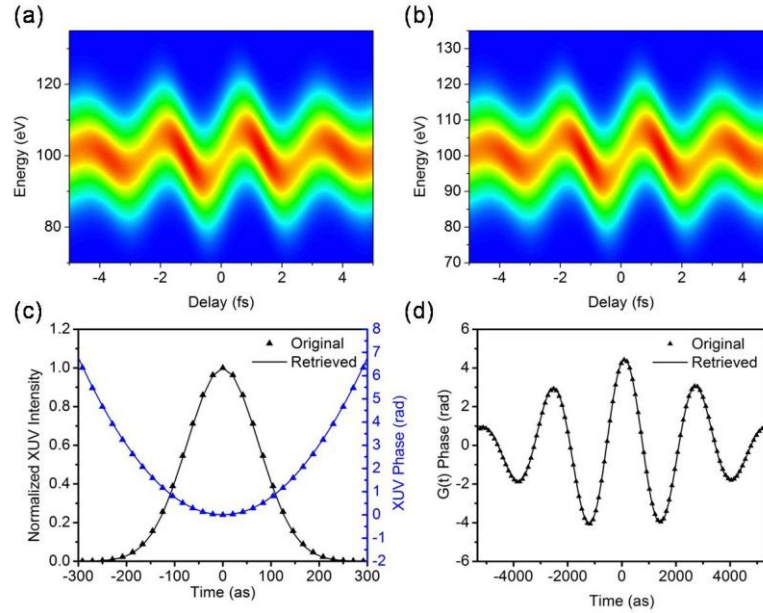 (a)
Energy (eV)
120
100
80
-4 -2 0 2 4
Delay (fs)
(b)
Energy (eV)
130
120
110
100
90
80
70
-4 -2 0 2 4
Delay (fs)
(c)
Normalized XUV Intensity
1.2
1.0
0.8
0.6
0.4
0.2
0.0
Original
Retrieved
8
7
6
5
4
3
2
1
0
-1
-2
XUV Phase (rad)
-300 -200 -100 0 100 200 300
Time (as)
(d)
G(t) Phase (rad)
6
4
2
0
-2
-4
-6
Original
Retrieved
-4000 -2000 0 2000 4000
Time (as)